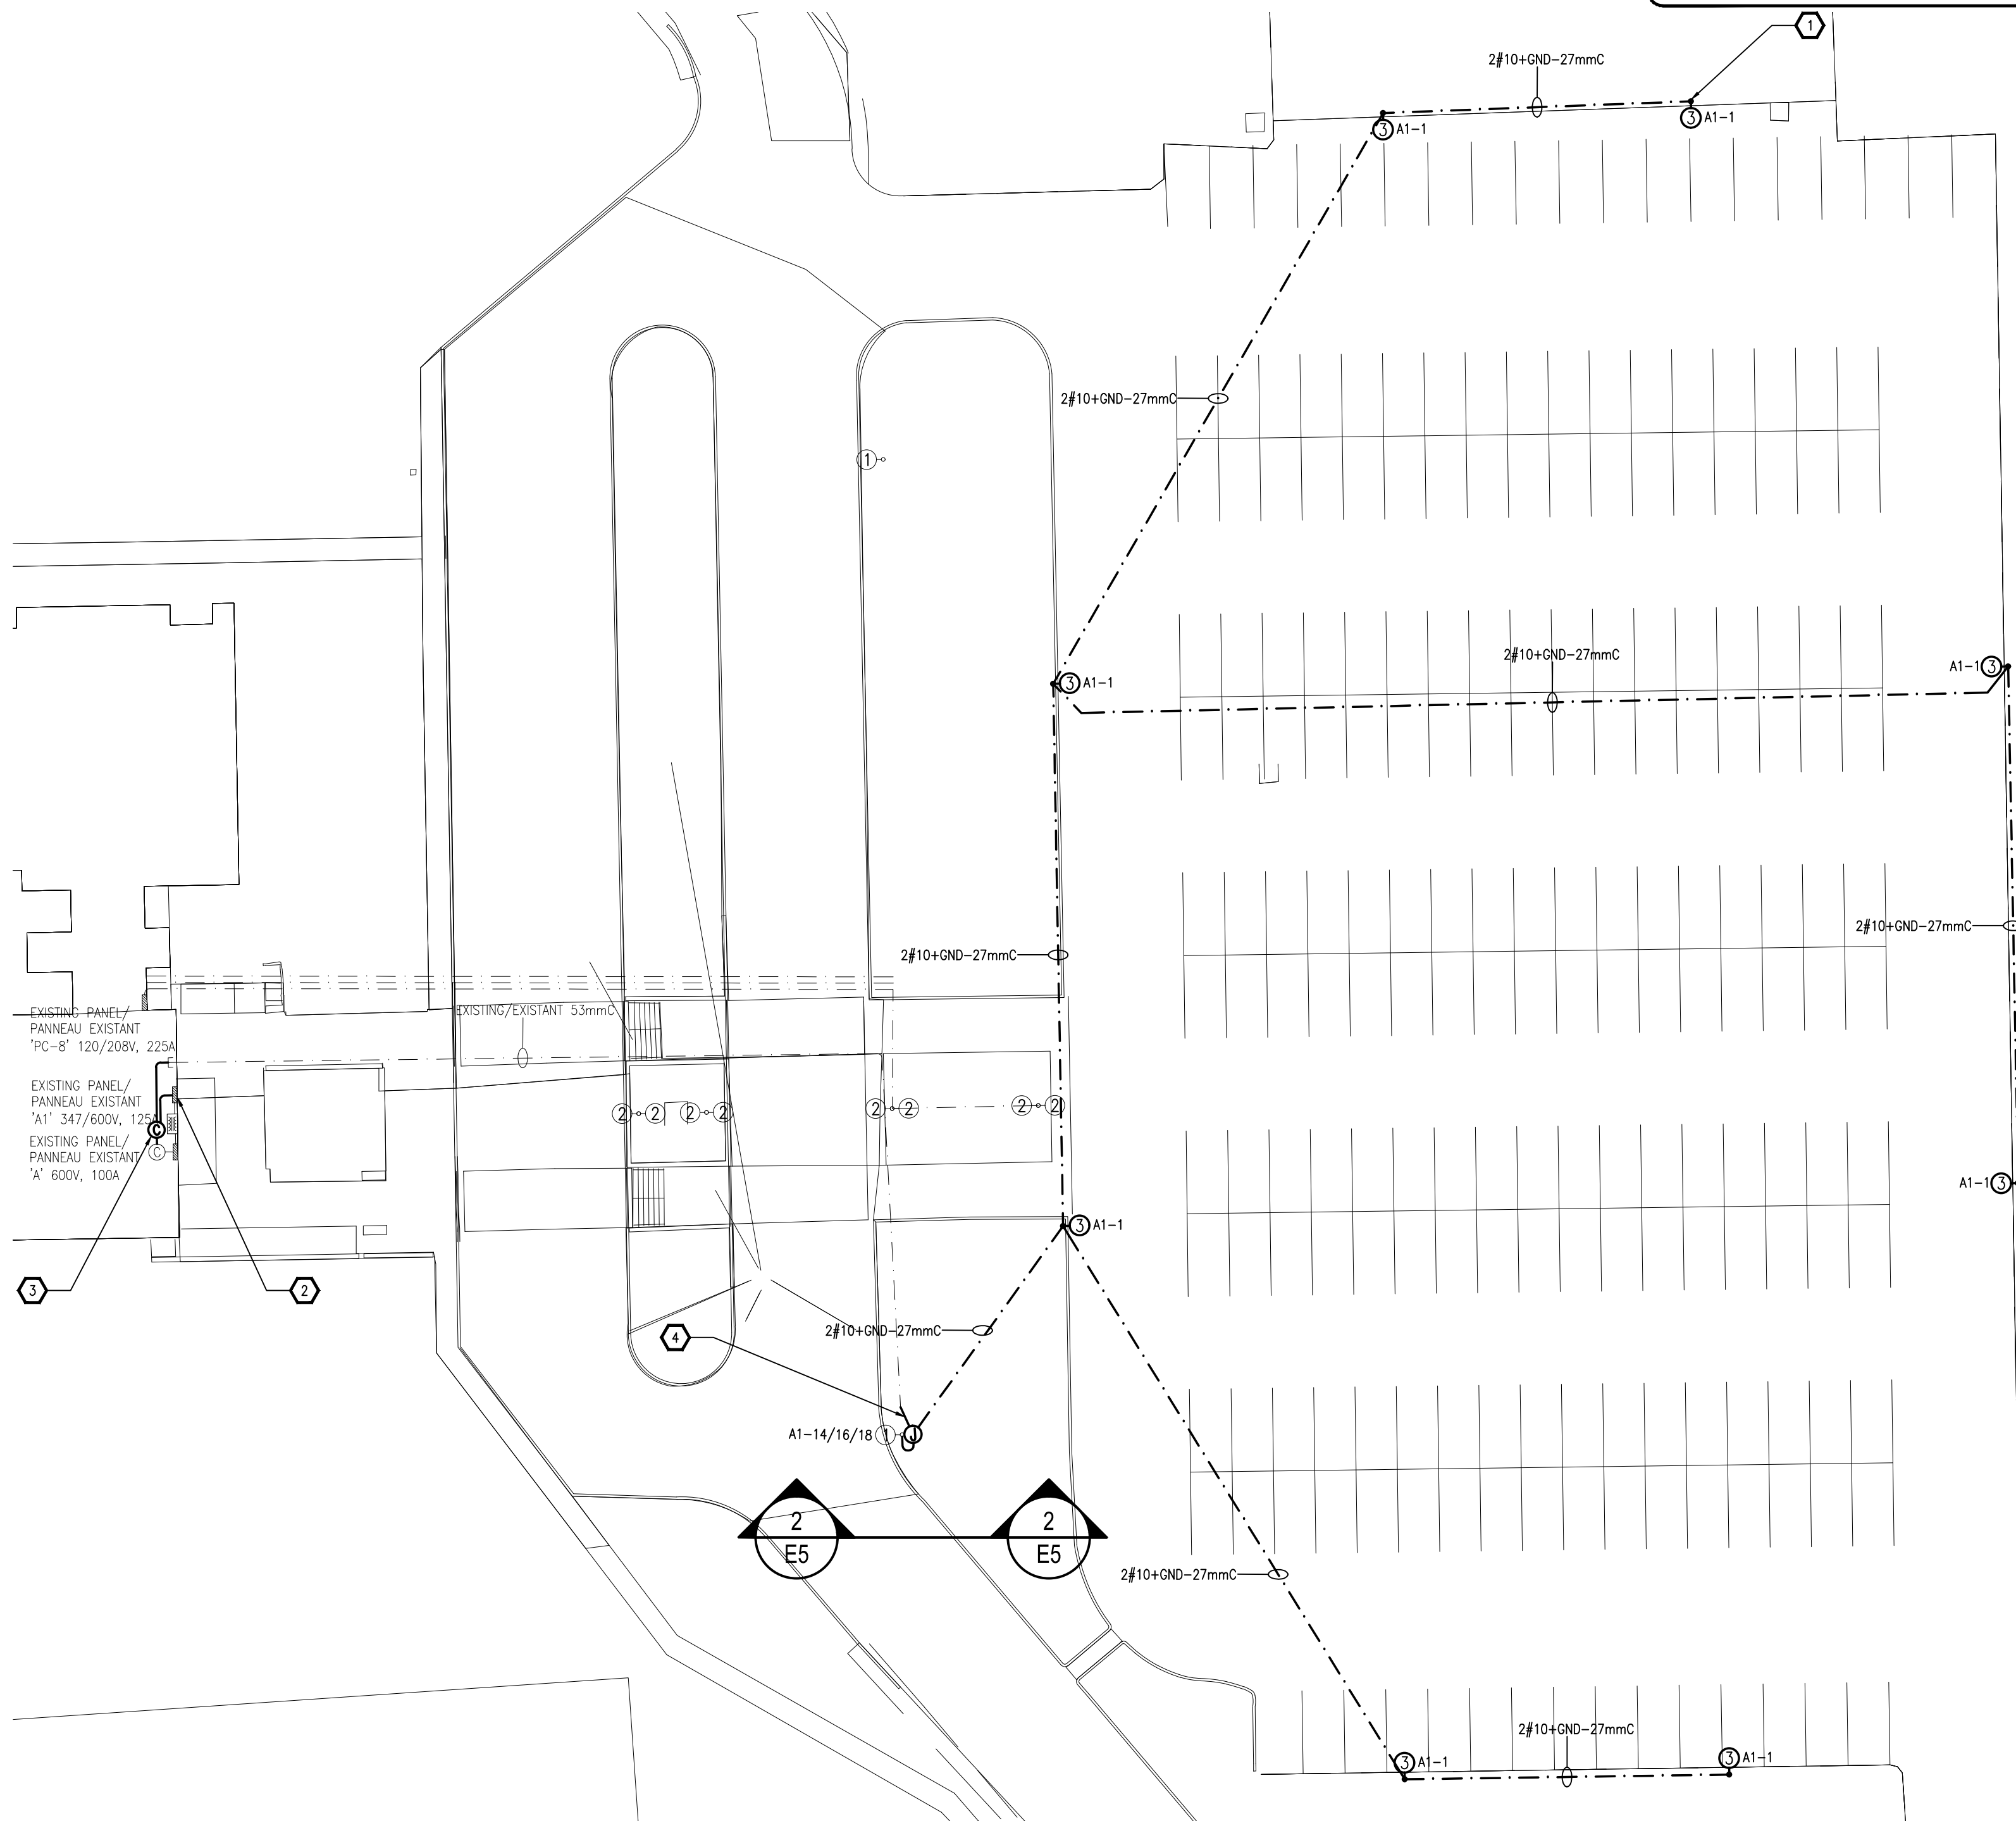 1
2#10+GND-27mmC
3 A1-1
3 A1-1
2#10+GND-27mmC
1
2#10+GND-27mmC
A1-1 3
3 A1-1
2#10+GND-27mmC
2#10+GND-27mmC
EXISTING PANEL/
PANNEAU EXISTANT
'PC-8' 120/208V, 225A
EXISTING/EXISTANT 53mmC
EXISTING PANEL/
PANNEAU EXISTANT
'A1' 347/600V, 125A
C
EXISTING PANEL/
PANNEAU EXISTANT
'A' 600V, 100A
C
2 2 2 2 2 2 2 2
A1-1 3
3 A1-1
3
2
4
2#10+GND-27mmC
A1-14/16/18 1 J
2
E5
2
E5
2#10+GND-27mmC
2#10+GND-27mmC
3 A1-1
3 A1-1